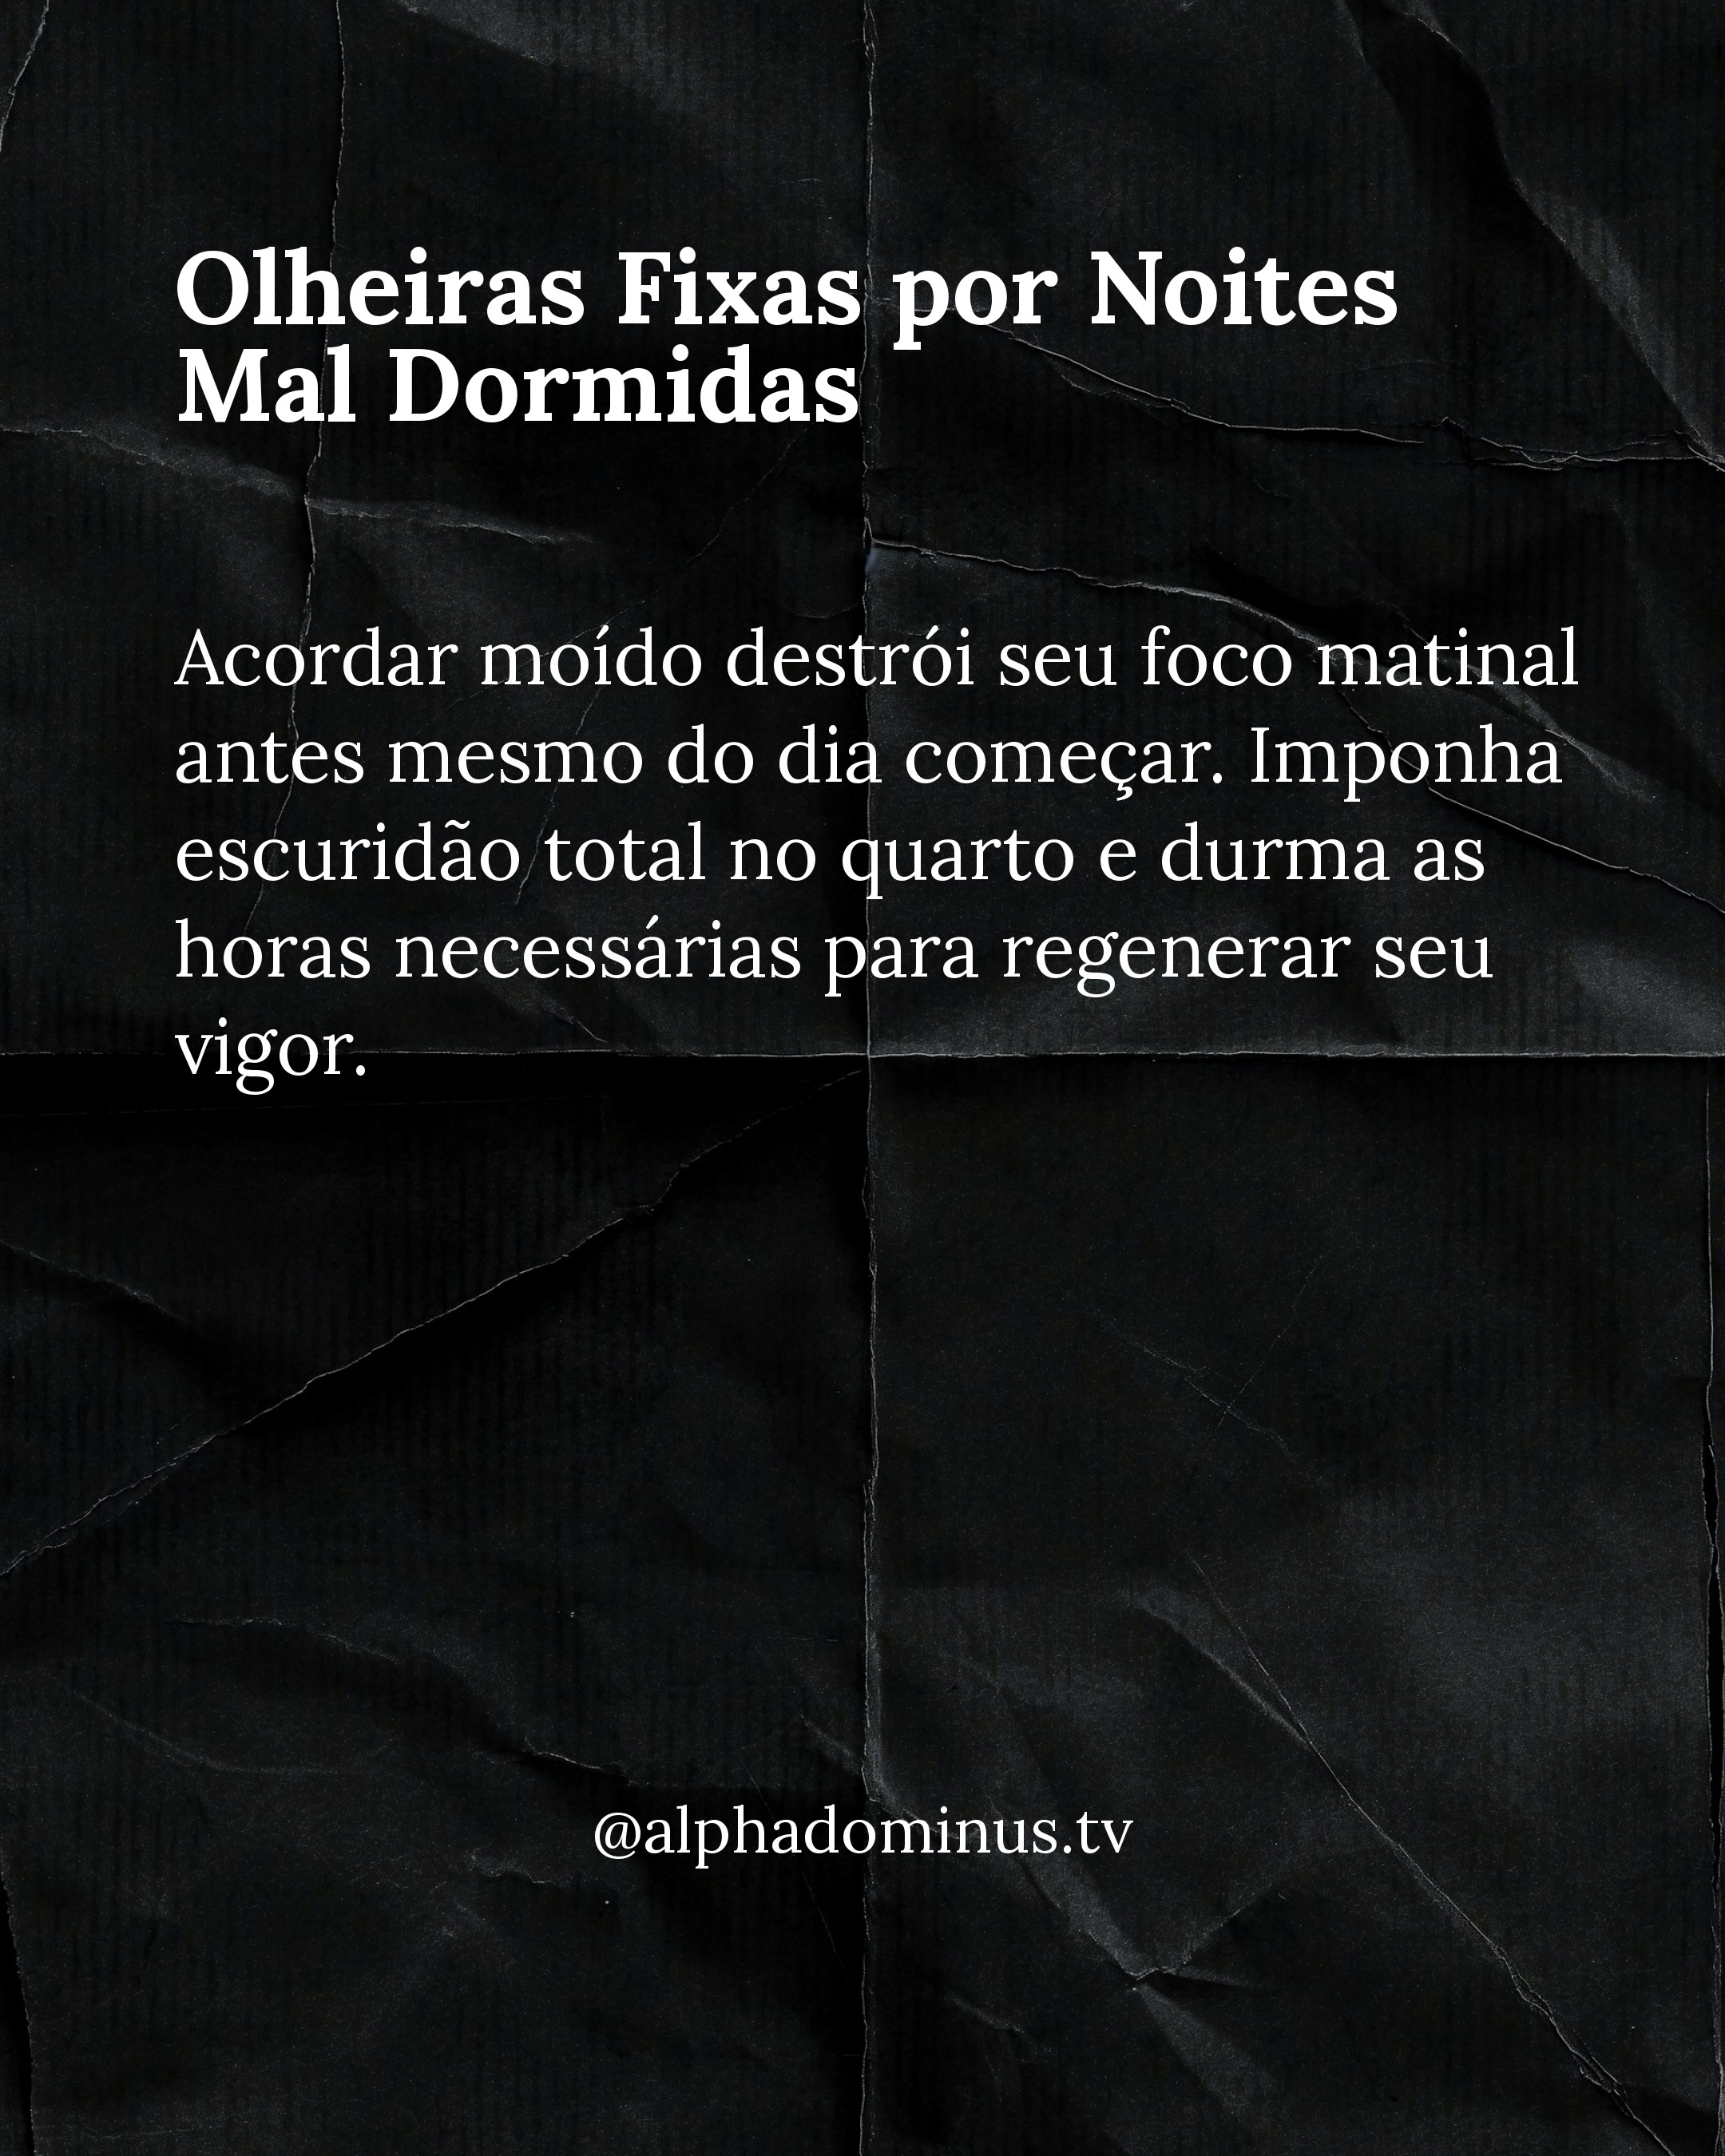 Olheiras Fixas por Noites
Mal Dormidas
Acordar moído destrói seu foco matinal
antes mesmo do dia começar. Imponha
escuridão total no quarto e durma as
horas necessárias para regenerar seu
vigor.
@alphadominus.tv